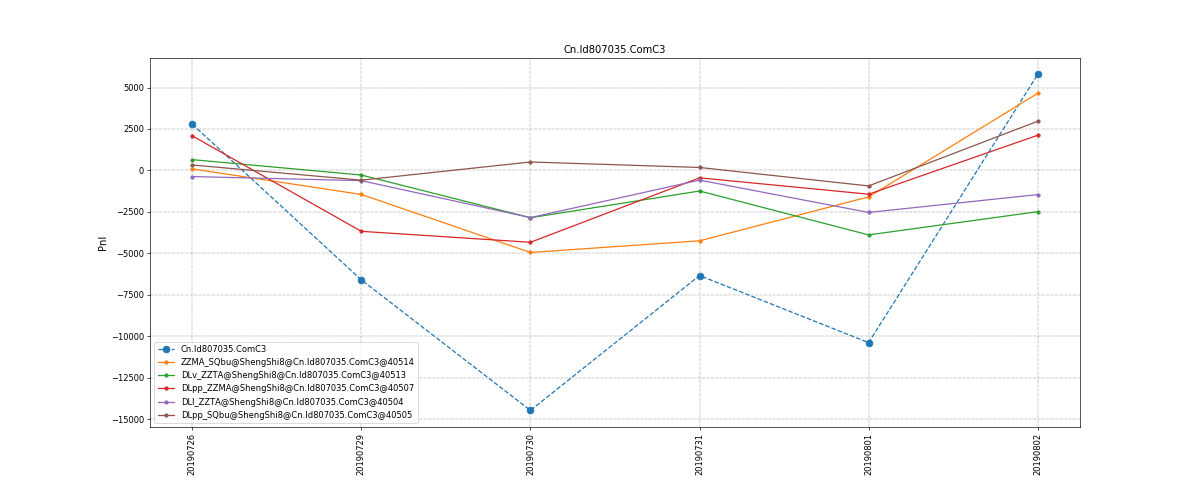 Cn.Id807035.ComC3
5000
2500
0
−2500
−5000
−7500
−10000
−12500
−15000
Pnl
Cn.Id807035.ComC3
ZZMA_SQbu@ShengShi8@Cn.Id807035.ComC3@40514
DLv_ZZTA@ShengShi8@Cn.Id807035.ComC3@40513
DLpp_ZZMA@ShengShi8@Cn.Id807035.ComC3@40507
DLl_ZZTA@ShengShi8@Cn.Id807035.ComC3@40504
DLpp_SQbu@ShengShi8@Cn.Id807035.ComC3@40505
20190726
20190729
20190730
20190731
20190801
20190802